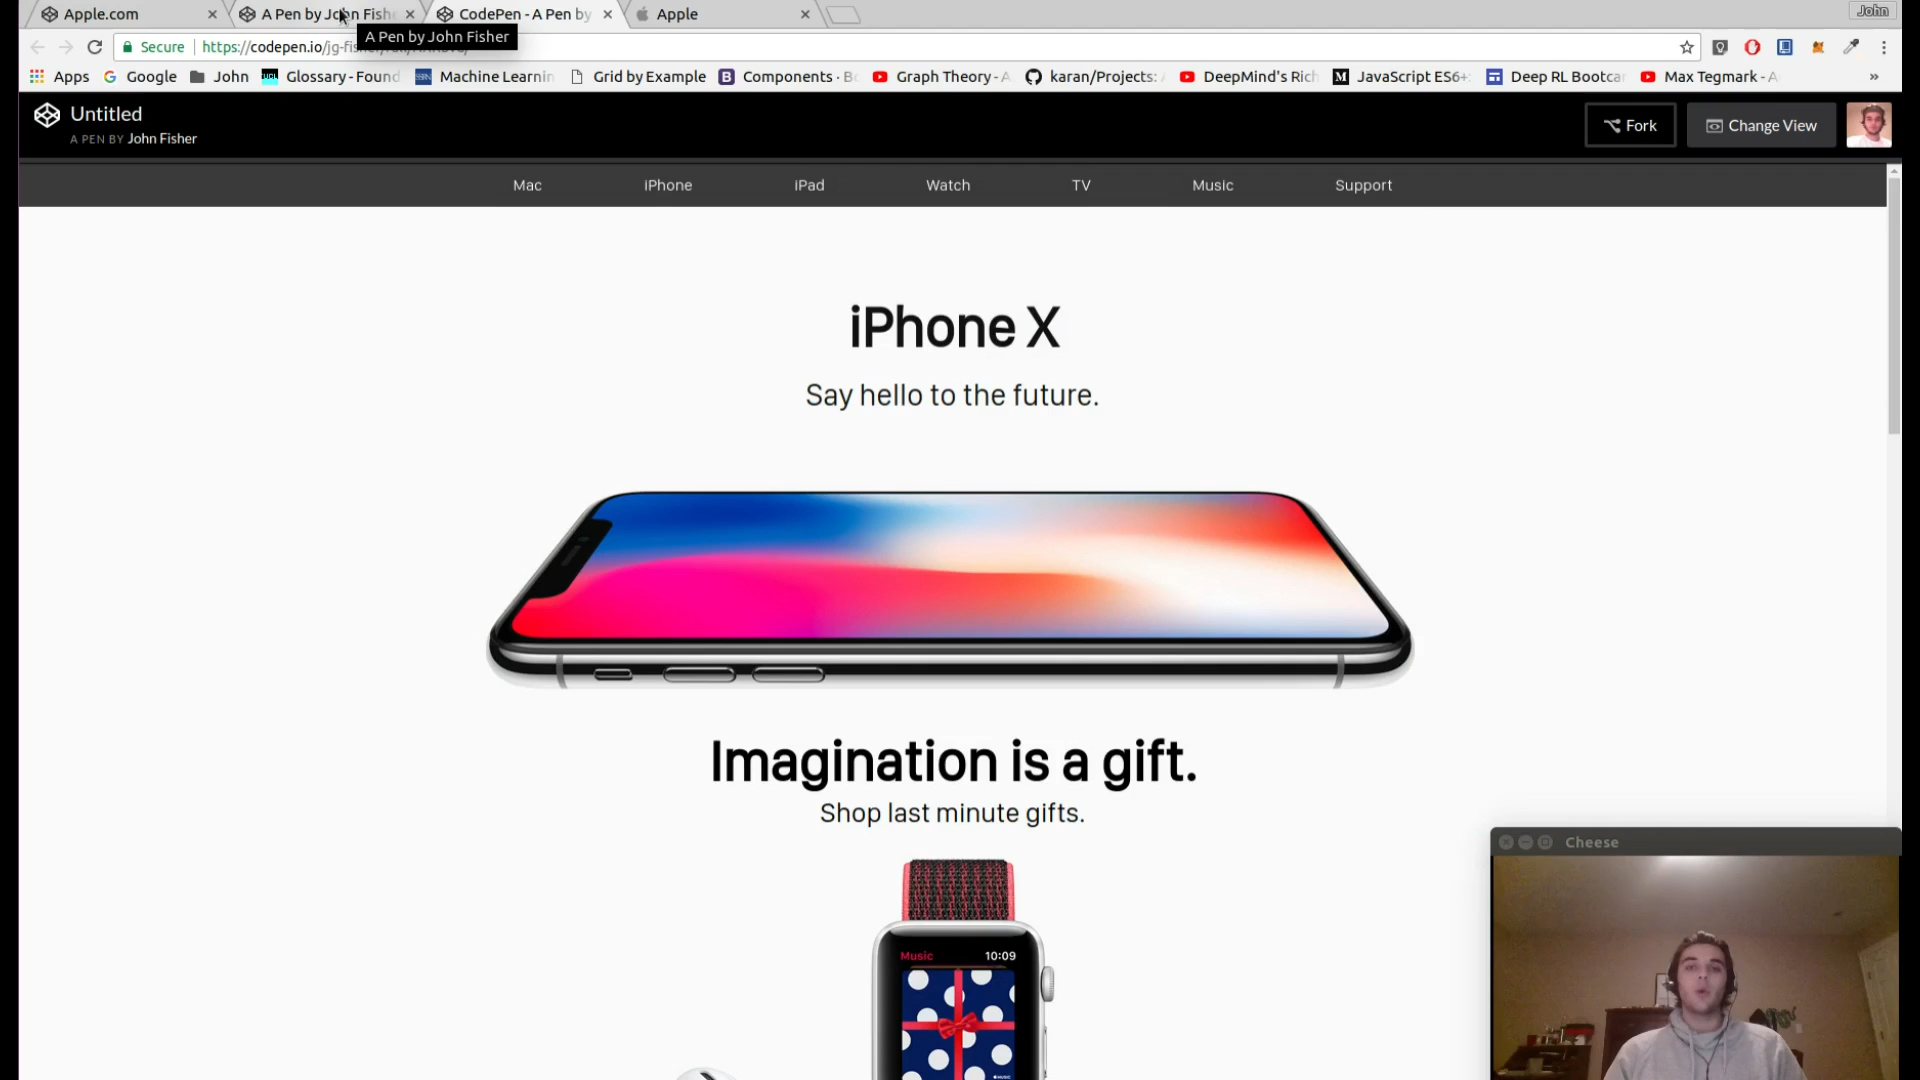 Apple.com
A Pen by John Fishe
CodePen - A Pen by
Apple
John
A Pen by John Fisher
Secure
https://codepen.io/jg-fis
Apps
Google
John
Glossary - Found
Machine Learnin
Grid by Example
Components · B
Graph Theory - A
karan/Projects:
DeepMind's Rich
JavaScript ES6+
Deep RL Bootca
Max Tegmark - A
»
Untitled
A PEN BY John Fisher
Fork
Change View
Mac
iPhone
iPad
Watch
TV
Music
Support
iPhone X
Say hello to the future.
Imagination is a gift.
Shop last minute gifts.
Music
10:09
MUSIC
Cheese